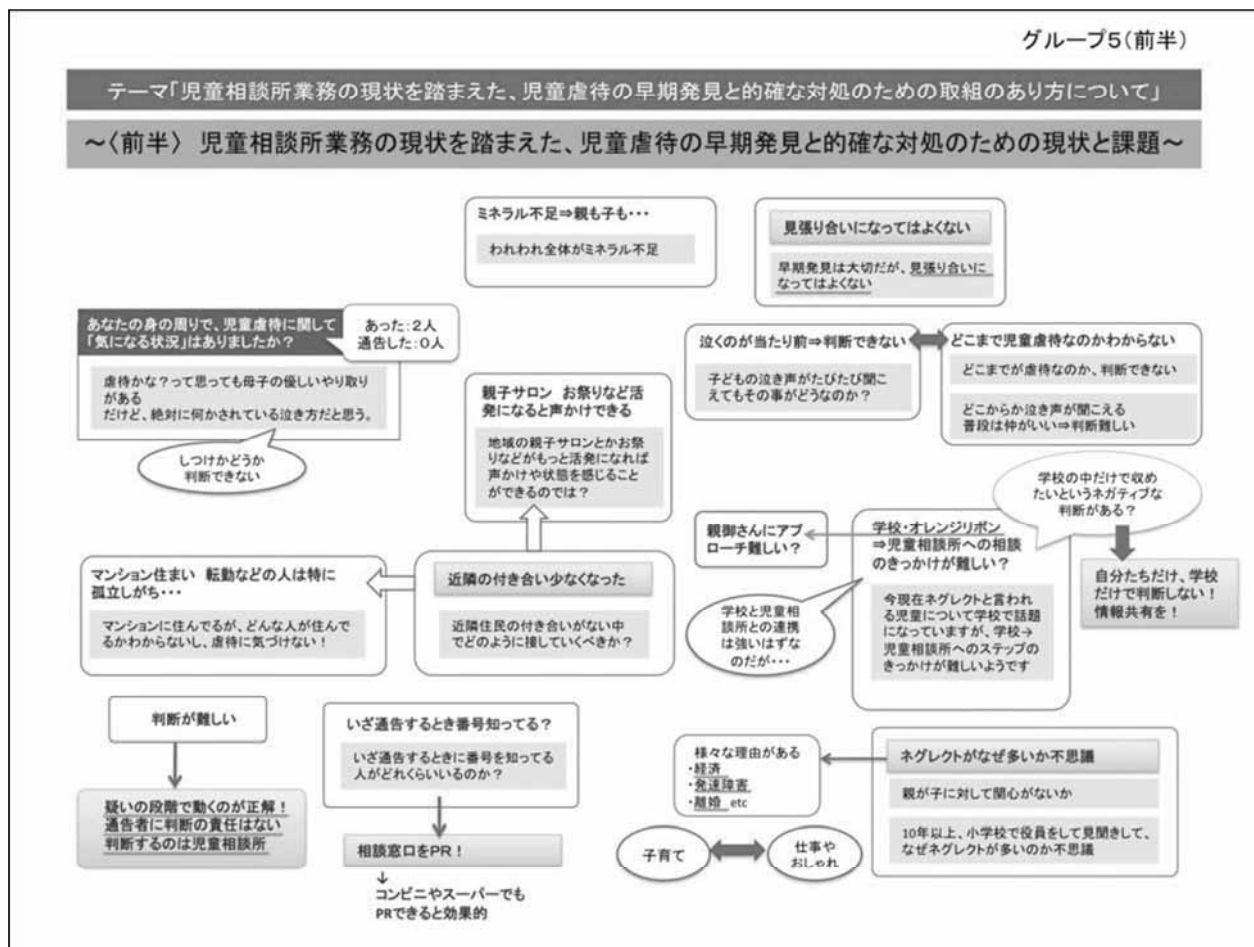 グループ5(前半)
テーマ「児童相談所業務の現状を踏まえた、児童虐待の早期発見と的確な対処のための取組のあり方について」
～〈前半〉 児童相談所業務の現状を踏まえた、児童虐待の早期発見と的確な対処のための現状と課題～
ミネラル不足⇒親も子も・・・
われわれ全体がミネラル不足
見張り合いになってはよくない
早期発見は大切だが、見張り合いに
なってはよくない
あなたの身の周りで、児童虐待に関して
「気になる状況」はありましたか?
あった:2人
通告した:0人
虐待かな?って思っても母子の優しいやり取り
がある
だけど、絶対に何かされている泣き方だと思う。
しつけかどうか
判断できない
親子サロン お祭りなど活
発になると声かけできる
地域の親子サロンとかお祭
りなどがもっと活発になれば
声かけや状態を感じること
ができるのでは?
泣くのが当たり前⇒判断できない
子どもの泣き声がたびたび聞こ
えてもその事がどうなのか?
どこまで児童虐待なのかわからない
どこまでが虐待なのか、判断できない
どこからか泣き声が聞こえる
普段は仲がいい⇒判断難しい
学校の中だけで収め
たいというネガティブな
判断がある?
親御さんにアプ
ローチ難しい?
学校・オレンジリボン
⇒児童相談所への相談
のきっかけが難しい?
今現在ネグレクトと言われ
る児童について学校で話題
になっていますが、学校→
児童相談所へのステップの
きっかけが難しいようです
自分たちだけ、学校
だけで判断しない!
情報共有を!
学校と児童相
談所との連携
は強いはずな
のだが・・・
マンション住まい 転勤などの人は特に
孤立しがち・・・
マンションに住んでるが、どんな人が住んで
るかわからないし、虐待に気づけない!
近隣の付き合い少なくなった
近隣住民の付き合いがない中
でどのように接していくべきか?
判断が難しい
疑いの段階で動くのが正解!
通告者に判断の責任はない
判断するのは児童相談所
いざ通告するとき番号知ってる?
いざ通告するときに番号を知ってる
人がどれくらいいるのか?
相談窓口をPR!
↓
コンビニやスーパーでも
PRできると効果的
様々な理由がある
・経済
・発達障害
・離婚 etc
ネグレクトがなぜ多いか不思議
親が子に対して関心がないか
10年以上、小学校で役員をして見聞きして、
なぜネグレクトが多いのか不思議
子育て
仕事や
おしゃれ